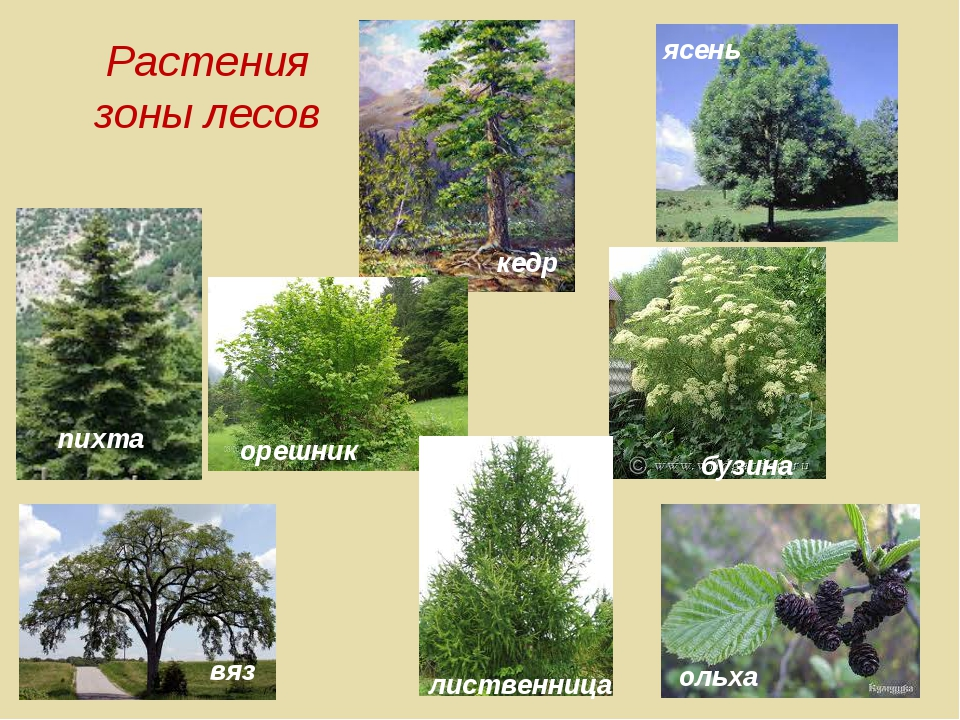 Растения
зоны лесов
ясень
кедр
пихта
орешник
бузина
вяз
лиственница
ольха